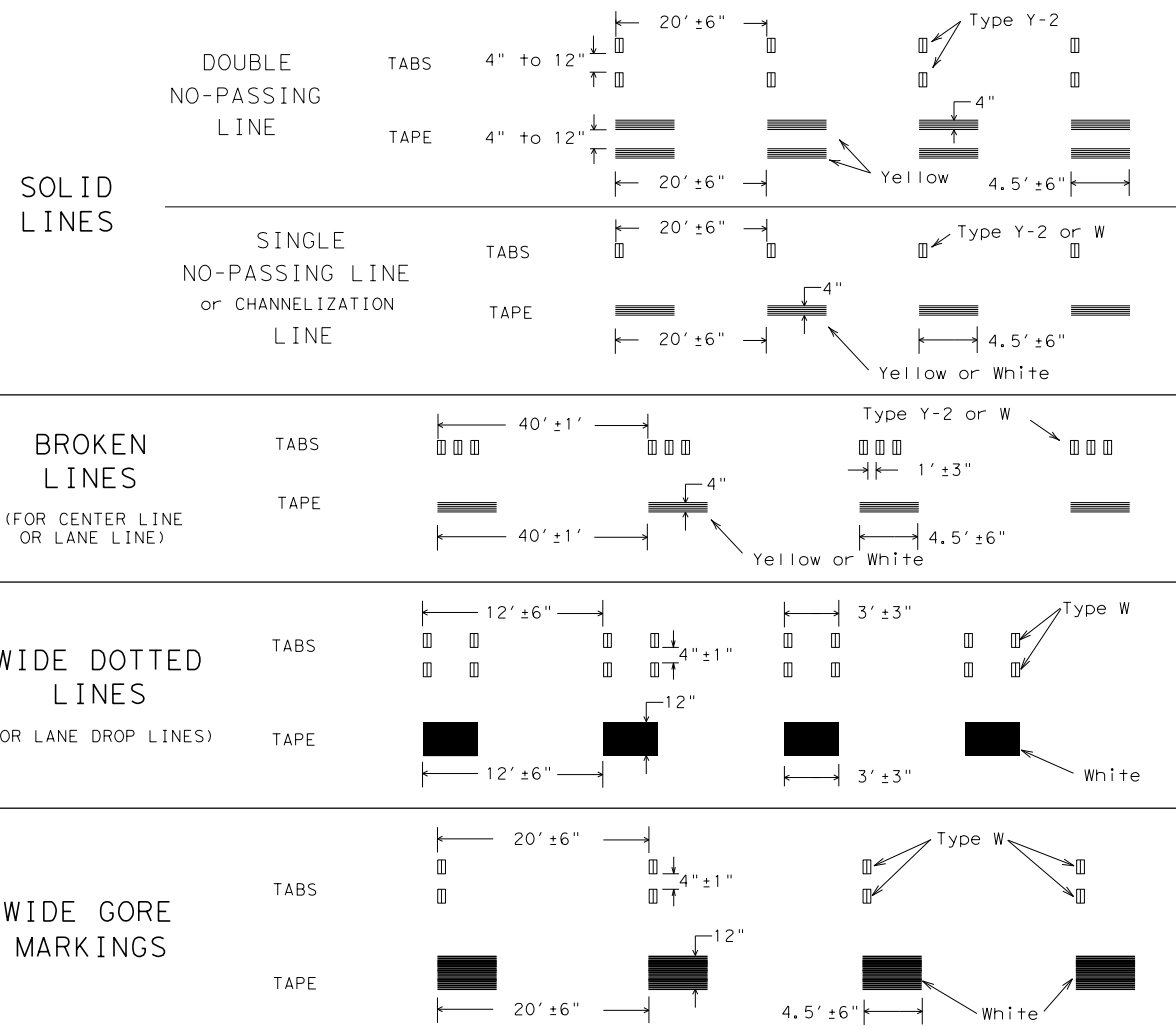 SOLID
LINES
DOUBLE
NO-PASSING
LINE
TABS
20'±6"
Type Y-2
4" to 12"
TAPE
4" to 12"
4"
20'±6"
Yellow
4.5'±6"
SINGLE
NO-PASSING LINE
or CHANNELIZATION
LINE
TABS
20'±6"
Type Y-2 or W
TAPE
4"
20'±6"
4.5'±6"
Yellow or White
BROKEN
LINES
(FOR CENTER LINE
OR LANE LINE)
TABS
40'±1'
Type Y-2 or W
1'±3"
TAPE
4"
40'±1'
4.5'±6"
Yellow or White
WIDE DOTTED
LINES
OR LANE DROP LINES)
TABS
12'±6"
3'±3"
Type W
4"±1"
TAPE
12"
12'±6"
3'±3"
White
WIDE GORE
MARKINGS
TABS
20'±6"
Type W
4"±1"
TAPE
12"
20'±6"
4.5'±6"
White